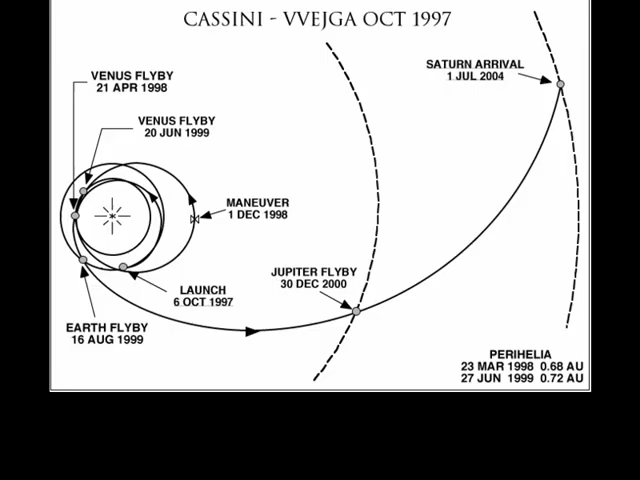 CASSINI - VVEJGA OCT 1997
VENUS FLYBY
21 APR 1998
VENUS FLYBY
20 JUN 1999
SATURN ARRIVAL
1 JUL 2004
MANEUVER
1 DEC 1998
JUPITER FLYBY
30 DEC 2000
LAUNCH
6 OCT 1997
EARTH FLYBY
16 AUG 1999
PERIHELIA
23 MAR 1998 0.68 AU
27 JUN 1999 0.72 AU